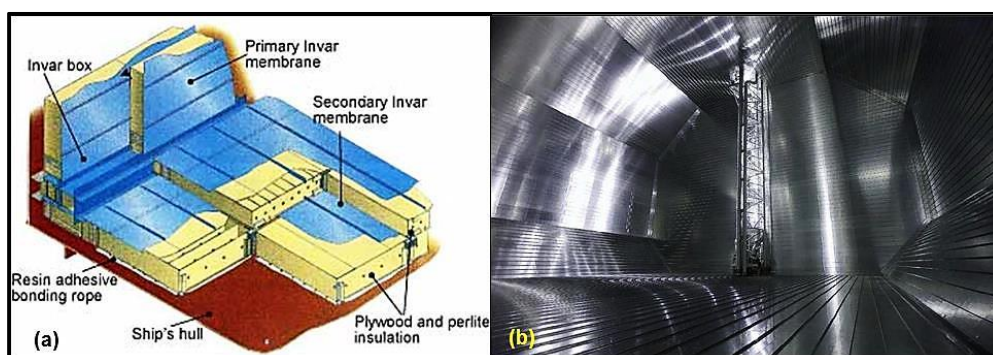 Primary Invar
membrane
Invar box
Secondary Invar
membrane
Resin adhesive
bonding rope
Ship's hull
Plywood and perlite
insulation
(a)
(b)